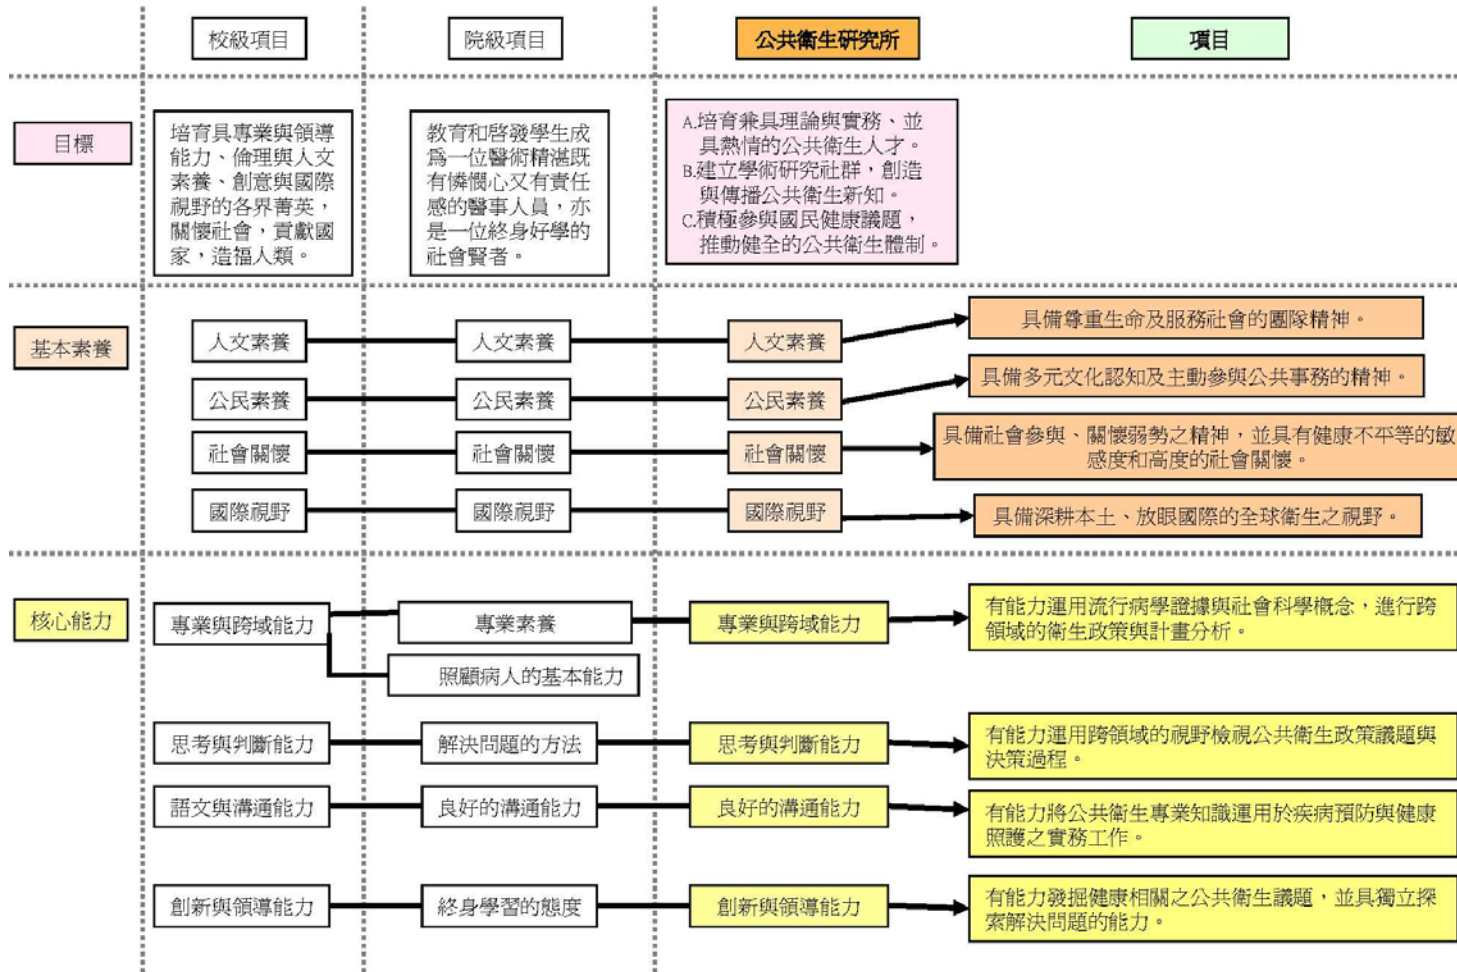 校級項目
院級項目
公共衛生研究所
項目
目標
培育具專業與領導
能力、倫理與人文
素養、創意與國際
視野的各界菁英，
關懷社會，貢獻國
家，造福人類。
教育和啓發學生成
爲一位醫術精湛既
有憐憫心又有責任
感的醫事人員，亦
是一位終身好學的
社會賢者。
A.培育兼具理論與實務、並
具熱情的公共衛生人才。
B.建立學術研究社群，創造
與傳播公共衛生新知。
C.積極參與國民健康議題，
推動健全的公共衛生體制。
基本素養
人文素養
人文素養
人文素養
具備尊重生命及服務社會的團隊精神。
公民素養
公民素養
公民素養
具備多元文化認知及主動參與公共事務的精神。
社會關懷
社會關懷
社會關懷
具備社會參與、關懷弱勢之精神，並具有健康不平等的敏
感度和高度的社會關懷。
國際視野
國際視野
國際視野
具備深耕本土、放眼國際的全球衛生之視野。
核心能力
專業與跨域能力
專業素養
照顧病人的基本能力
專業與跨域能力
有能力運用流行病學證據與社會科學概念，進行跨
領域的衛生政策與計畫分析。
思考與判斷能力
解決問題的方法
思考與判斷能力
有能力運用跨領域的視野檢視公共衛生政策議題與
決策過程。
語文與溝通能力
良好的溝通能力
良好的溝通能力
有能力將公共衛生專業知識運用於疾病預防與健康
照護之實務工作。
創新與領導能力
終身學習的態度
創新與領導能力
有能力發掘健康相關之公共衛生議題，並具獨立探
索解決問題的能力。